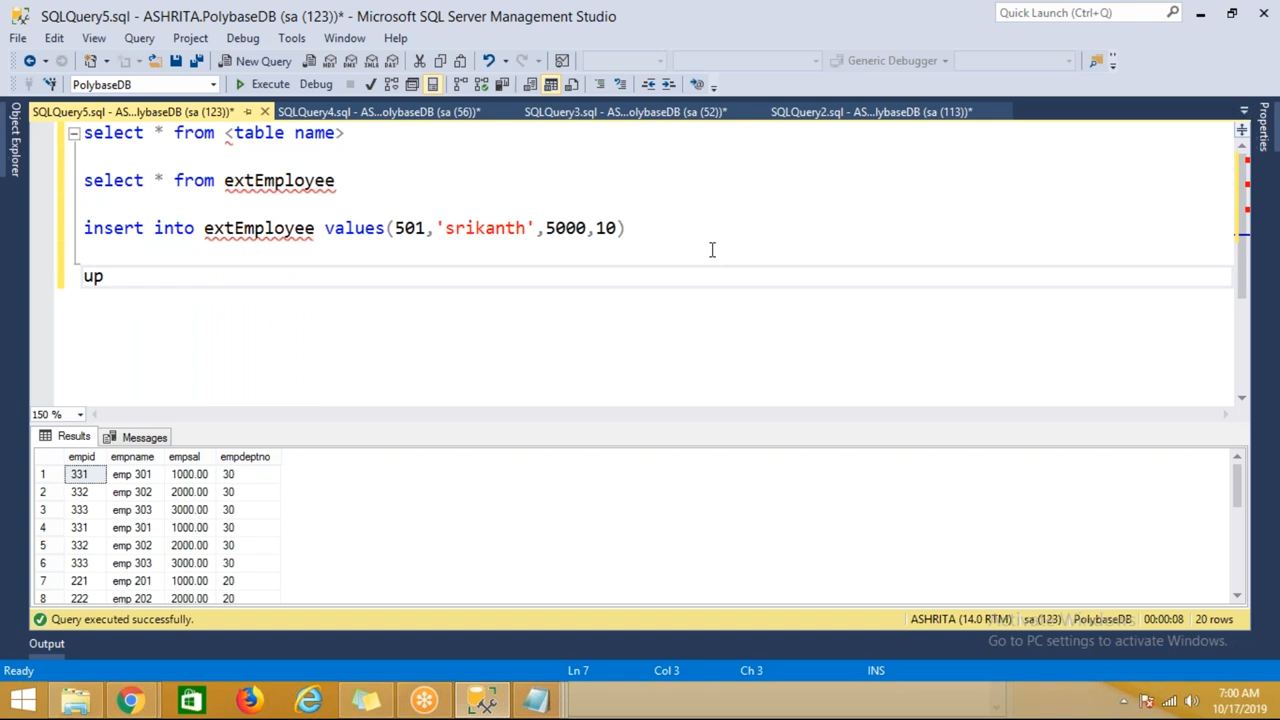 SQLQuery5.sql - ASHRITA.PolybaseDB (sa (123))* - Microsoft SQL Server Management Studio
Quick Launch (Ctrl+Q)
File Edit View Query Project Debug Tools Window Help
New Query
Generic Debugger
PolybaseDB
Execute Debug
SQLQuery5.sql - AS...lybaseDB (sa (123))*
SQLQuery4.sql - AS...olybaseDB (sa (56))*
SQLQuery3.sql - AS...olybaseDB (sa (52))*
SQLQuery2.sql - AS...lybaseDB (sa (113))*
Object Explorer
Properties
select * from <table name>
select * from extEmployee
insert into extEmployee values(501,'srikanth',5000,10)
up
150 %
Results Messages
empid empname empsal empdeptno
1 331 emp 301 1000.00 30
2 332 emp 302 2000.00 30
3 333 emp 303 3000.00 30
4 331 emp 301 1000.00 30
5 332 emp 302 2000.00 30
6 333 emp 303 3000.00 30
7 221 emp 201 1000.00 20
8 222 emp 202 2000.00 20
Query executed successfully.
ASHRITA (14.0 RTM) sa (123) PolybaseDB 00:00:08 20 rows
Activate Windows
Go to PC settings to activate Windows.
Output
Ready Ln 7 Col 3 Ch 3 INS
7:00 AM
10/17/2019